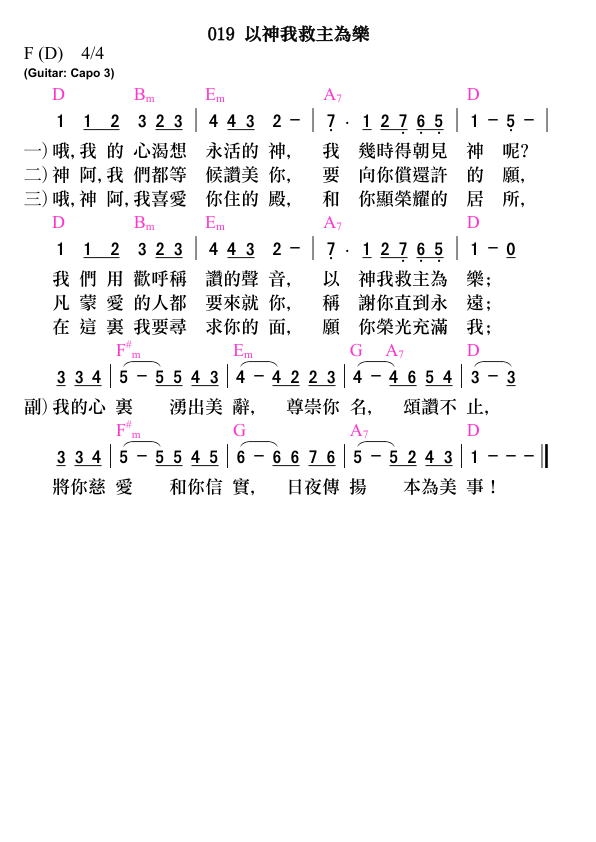 019 以神我救主為樂
F (D) 4/4
(Guitar: Capo 3)
D Bm Em A7 D
1 1 2 3 2 3 | 4 4 3 2 - | 7 · 1 2 7 6 5 | 1 - 5 - |
一)哦,我 的 心渴想 永活的 神, 我 幾時得朝見 神 呢?
二)神 阿,我 們都等 候讚美 你, 要 向你償還許 的 願,
三)哦,神 阿,我喜愛 你住的 殿, 和 你顯榮耀的 居 所,
D Bm Em A7 D
1 1 2 3 2 3 | 4 4 3 2 - | 7 · 1 2 7 6 5 | 1 - 0
我 們 用 歡呼稱 讚的聲 音, 以 神我救主為 樂;
凡 蒙 愛 的人都 要來就 你, 稱 謝你直到永 遠;
在 這 裏 我要尋 求你的 面, 願 你榮光充滿 我;
F#m Em G A7 D
3 3 4 | 5 - 5 5 4 3 | 4 - 4 2 2 3 | 4 - 4 6 5 4 | 3 - 3
副)我的心 裏 湧出美 辭, 尊崇你 名, 頌讚不 止,
F#m G A7 D
3 3 4 | 5 - 5 5 4 5 | 6 - 6 6 7 6 | 5 - 5 2 4 3 | 1 - - - ‖
將你慈 愛 和你信 實, 日夜傳 揚 本為美 事!